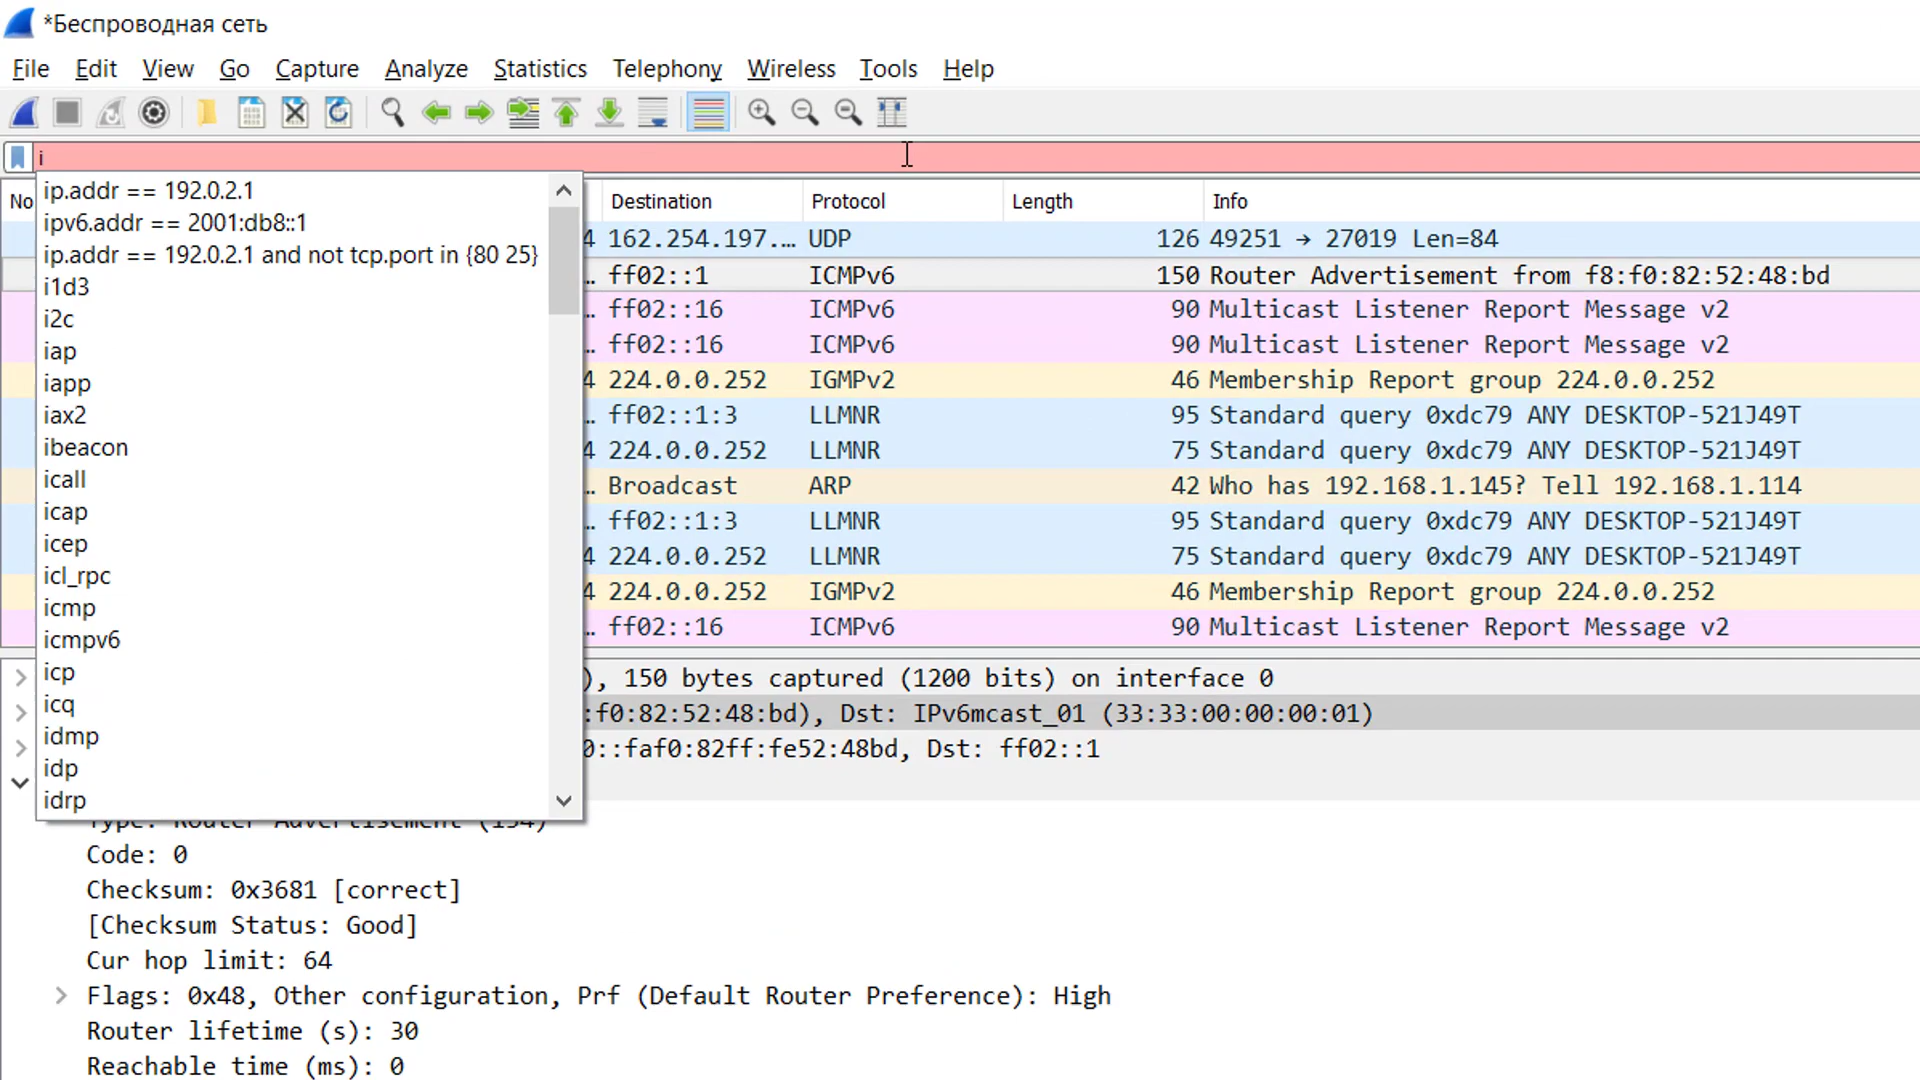 *Беспроводная сеть
File Edit View Go Capture Analyze Statistics Telephony Wireless Tools Help
i
ip.addr == 192.0.2.1
ipv6.addr == 2001:db8::1
ip.addr == 192.0.2.1 and not tcp.port in {80 25}
i1d3
i2c
iap
iapp
iax2
ibeacon
icall
icap
icep
icl_rpc
icmp
icmpv6
icp
icq
idmp
idp
idrp
No Destination Protocol Length Info
4 162.254.197.… UDP 126 49251 → 27019 Len=84
… ff02::1 ICMPv6 150 Router Advertisement from f8:f0:82:52:48:bd
… ff02::16 ICMPv6 90 Multicast Listener Report Message v2
… ff02::16 ICMPv6 90 Multicast Listener Report Message v2
4 224.0.0.252 IGMPv2 46 Membership Report group 224.0.0.252
… ff02::1:3 LLMNR 95 Standard query 0xdc79 ANY DESKTOP-521J49T
4 224.0.0.252 LLMNR 75 Standard query 0xdc79 ANY DESKTOP-521J49T
… Broadcast ARP 42 Who has 192.168.1.145? Tell 192.168.1.114
… ff02::1:3 LLMNR 95 Standard query 0xdc79 ANY DESKTOP-521J49T
4 224.0.0.252 LLMNR 75 Standard query 0xdc79 ANY DESKTOP-521J49T
4 224.0.0.252 IGMPv2 46 Membership Report group 224.0.0.252
… ff02::16 ICMPv6 90 Multicast Listener Report Message v2
), 150 bytes captured (1200 bits) on interface 0
:f0:82:52:48:bd), Dst: IPv6mcast_01 (33:33:00:00:00:01)
0::faf0:82ff:fe52:48bd, Dst: ff02::1
Type: Router Advertisement (134)
Code: 0
Checksum: 0x3681 [correct]
[Checksum Status: Good]
Cur hop limit: 64
Flags: 0x48, Other configuration, Prf (Default Router Preference): High
Router lifetime (s): 30
Reachable time (ms): 0